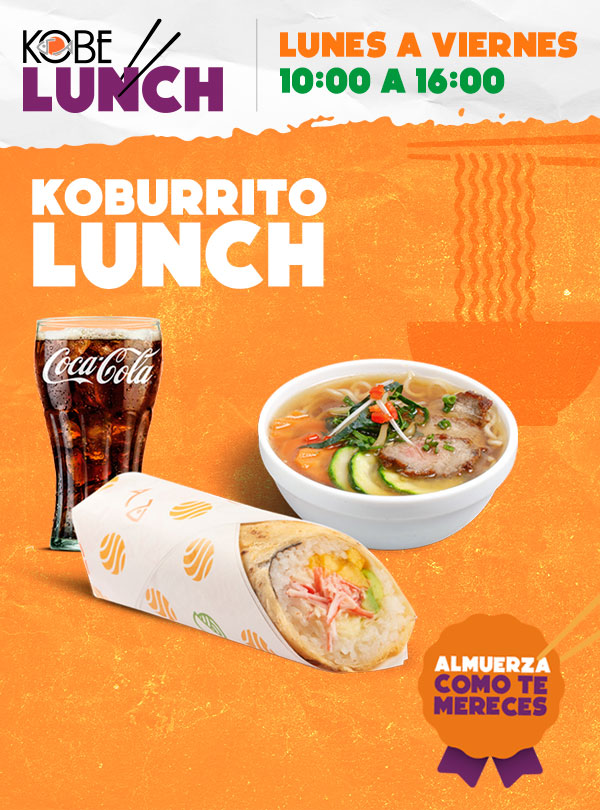 KOBE
LUNCH
LUNES A VIERNES
10:00 A 16:00
KOBURRITO
LUNCH
Coca-Cola
ALMUERZA
COMO TE
MERECES